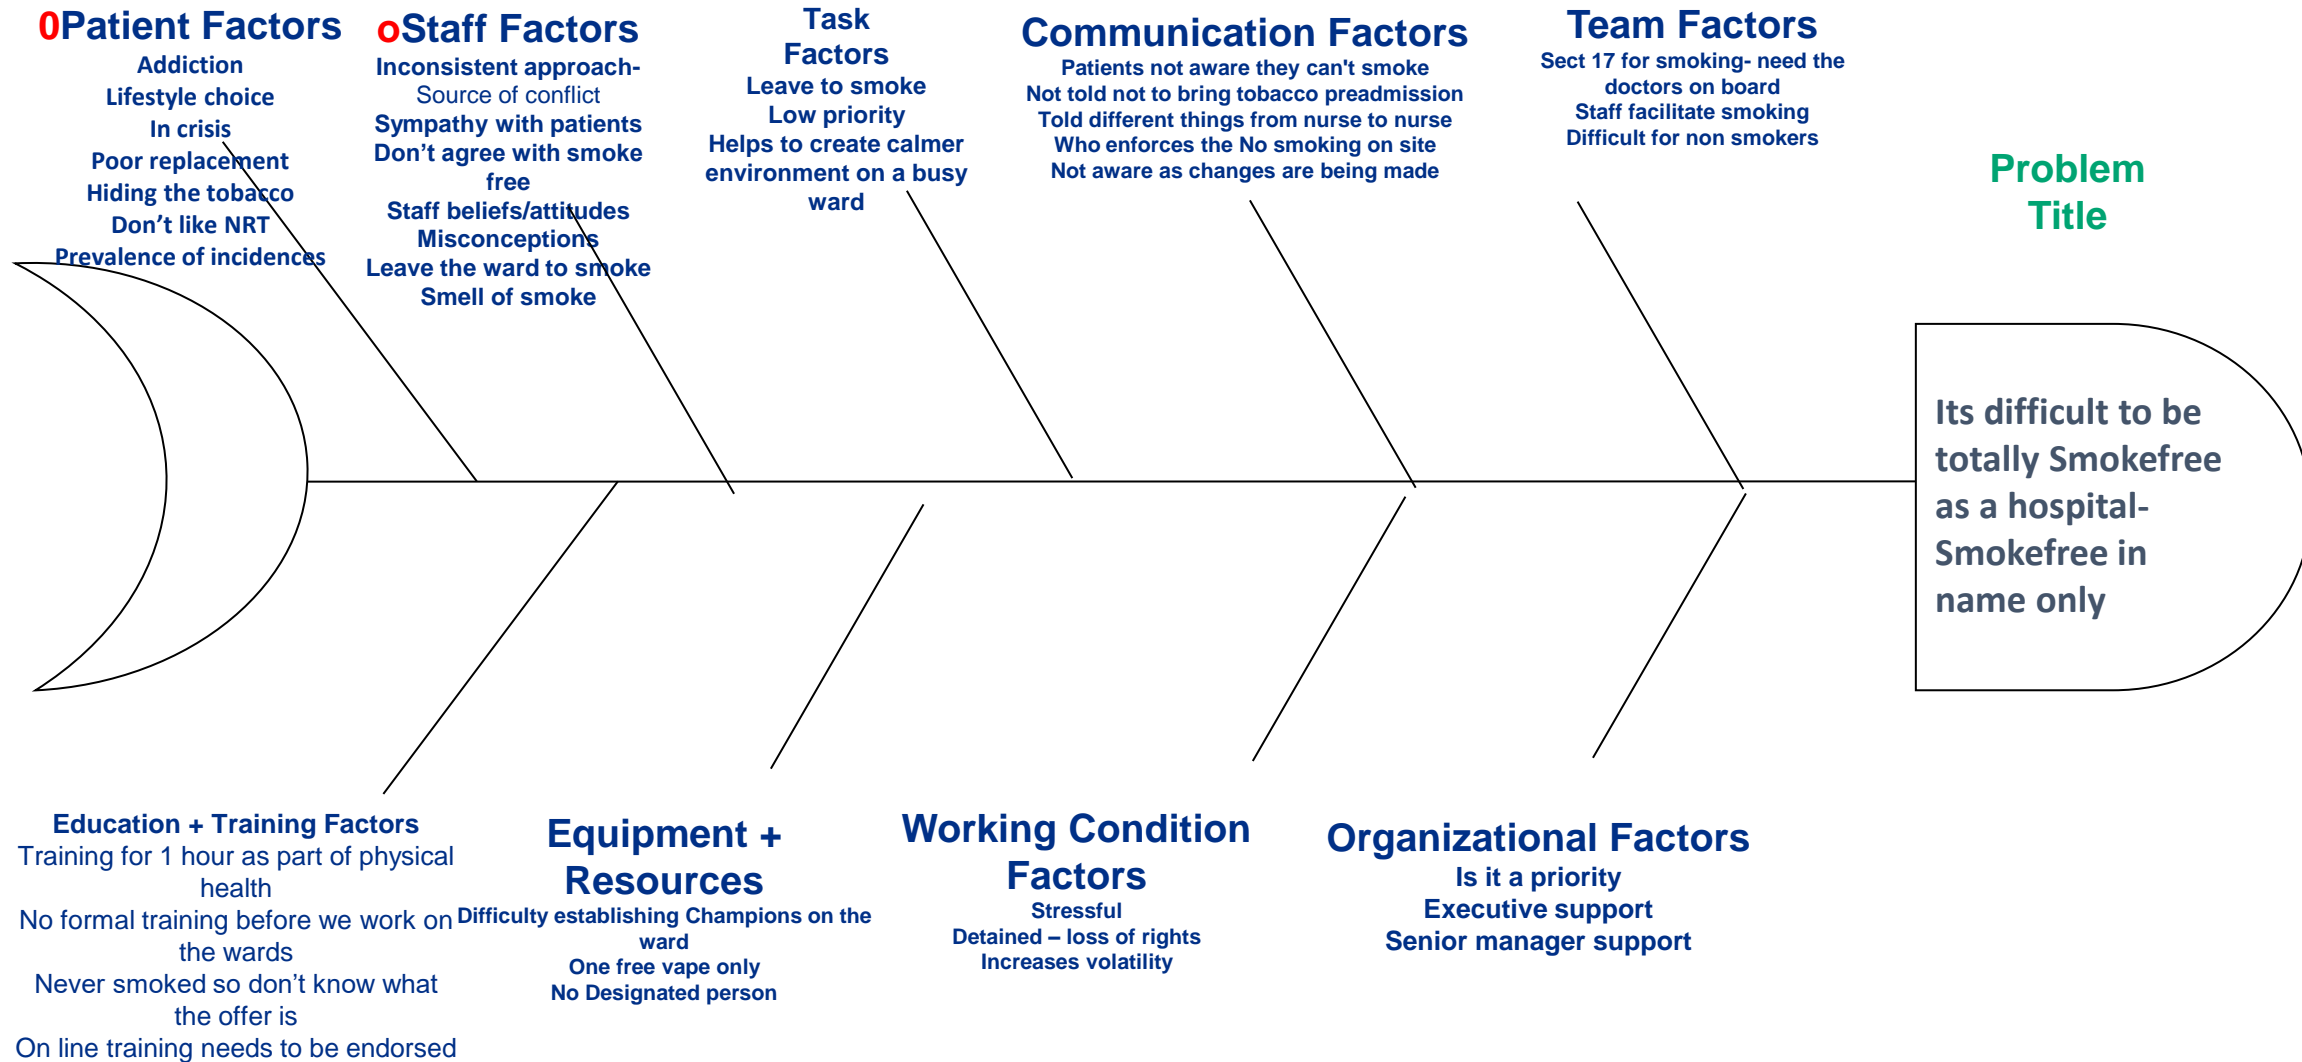 0Patient Factors
Addiction
Lifestyle choice
In crisis
Poor replacement
Hiding the tobacco
Don’t like NRT
Prevalence of incidences
oStaff Factors
Inconsistent approach-
Source of conflict
Sympathy with patients
Don’t agree with smoke
free
Staff beliefs/attitudes
Misconceptions
Leave the ward to smoke
Smell of smoke
Task
Factors
Leave to smoke
Low priority
Helps to create calmer
environment on a busy
ward
Communication Factors
Patients not aware they can't smoke
Not told not to bring tobacco preadmission
Told different things from nurse to nurse
Who enforces the No smoking on site
Not aware as changes are being made
Team Factors
Sect 17 for smoking- need the
doctors on board
Staff facilitate smoking
Difficult for non smokers
Problem
Title
Its difficult to be
totally Smokefree
as a hospital-
Smokefree in
name only
Education + Training Factors
Training for 1 hour as part of physical
health
No formal training before we work on
the wards
Never smoked so don’t know what
the offer is
On line training needs to be endorsed
Equipment +
Resources
Difficulty establishing Champions on the
ward
One free vape only
No Designated person
Working Condition
Factors
Stressful
Detained – loss of rights
Increases volatility
Organizational Factors
Is it a priority
Executive support
Senior manager support